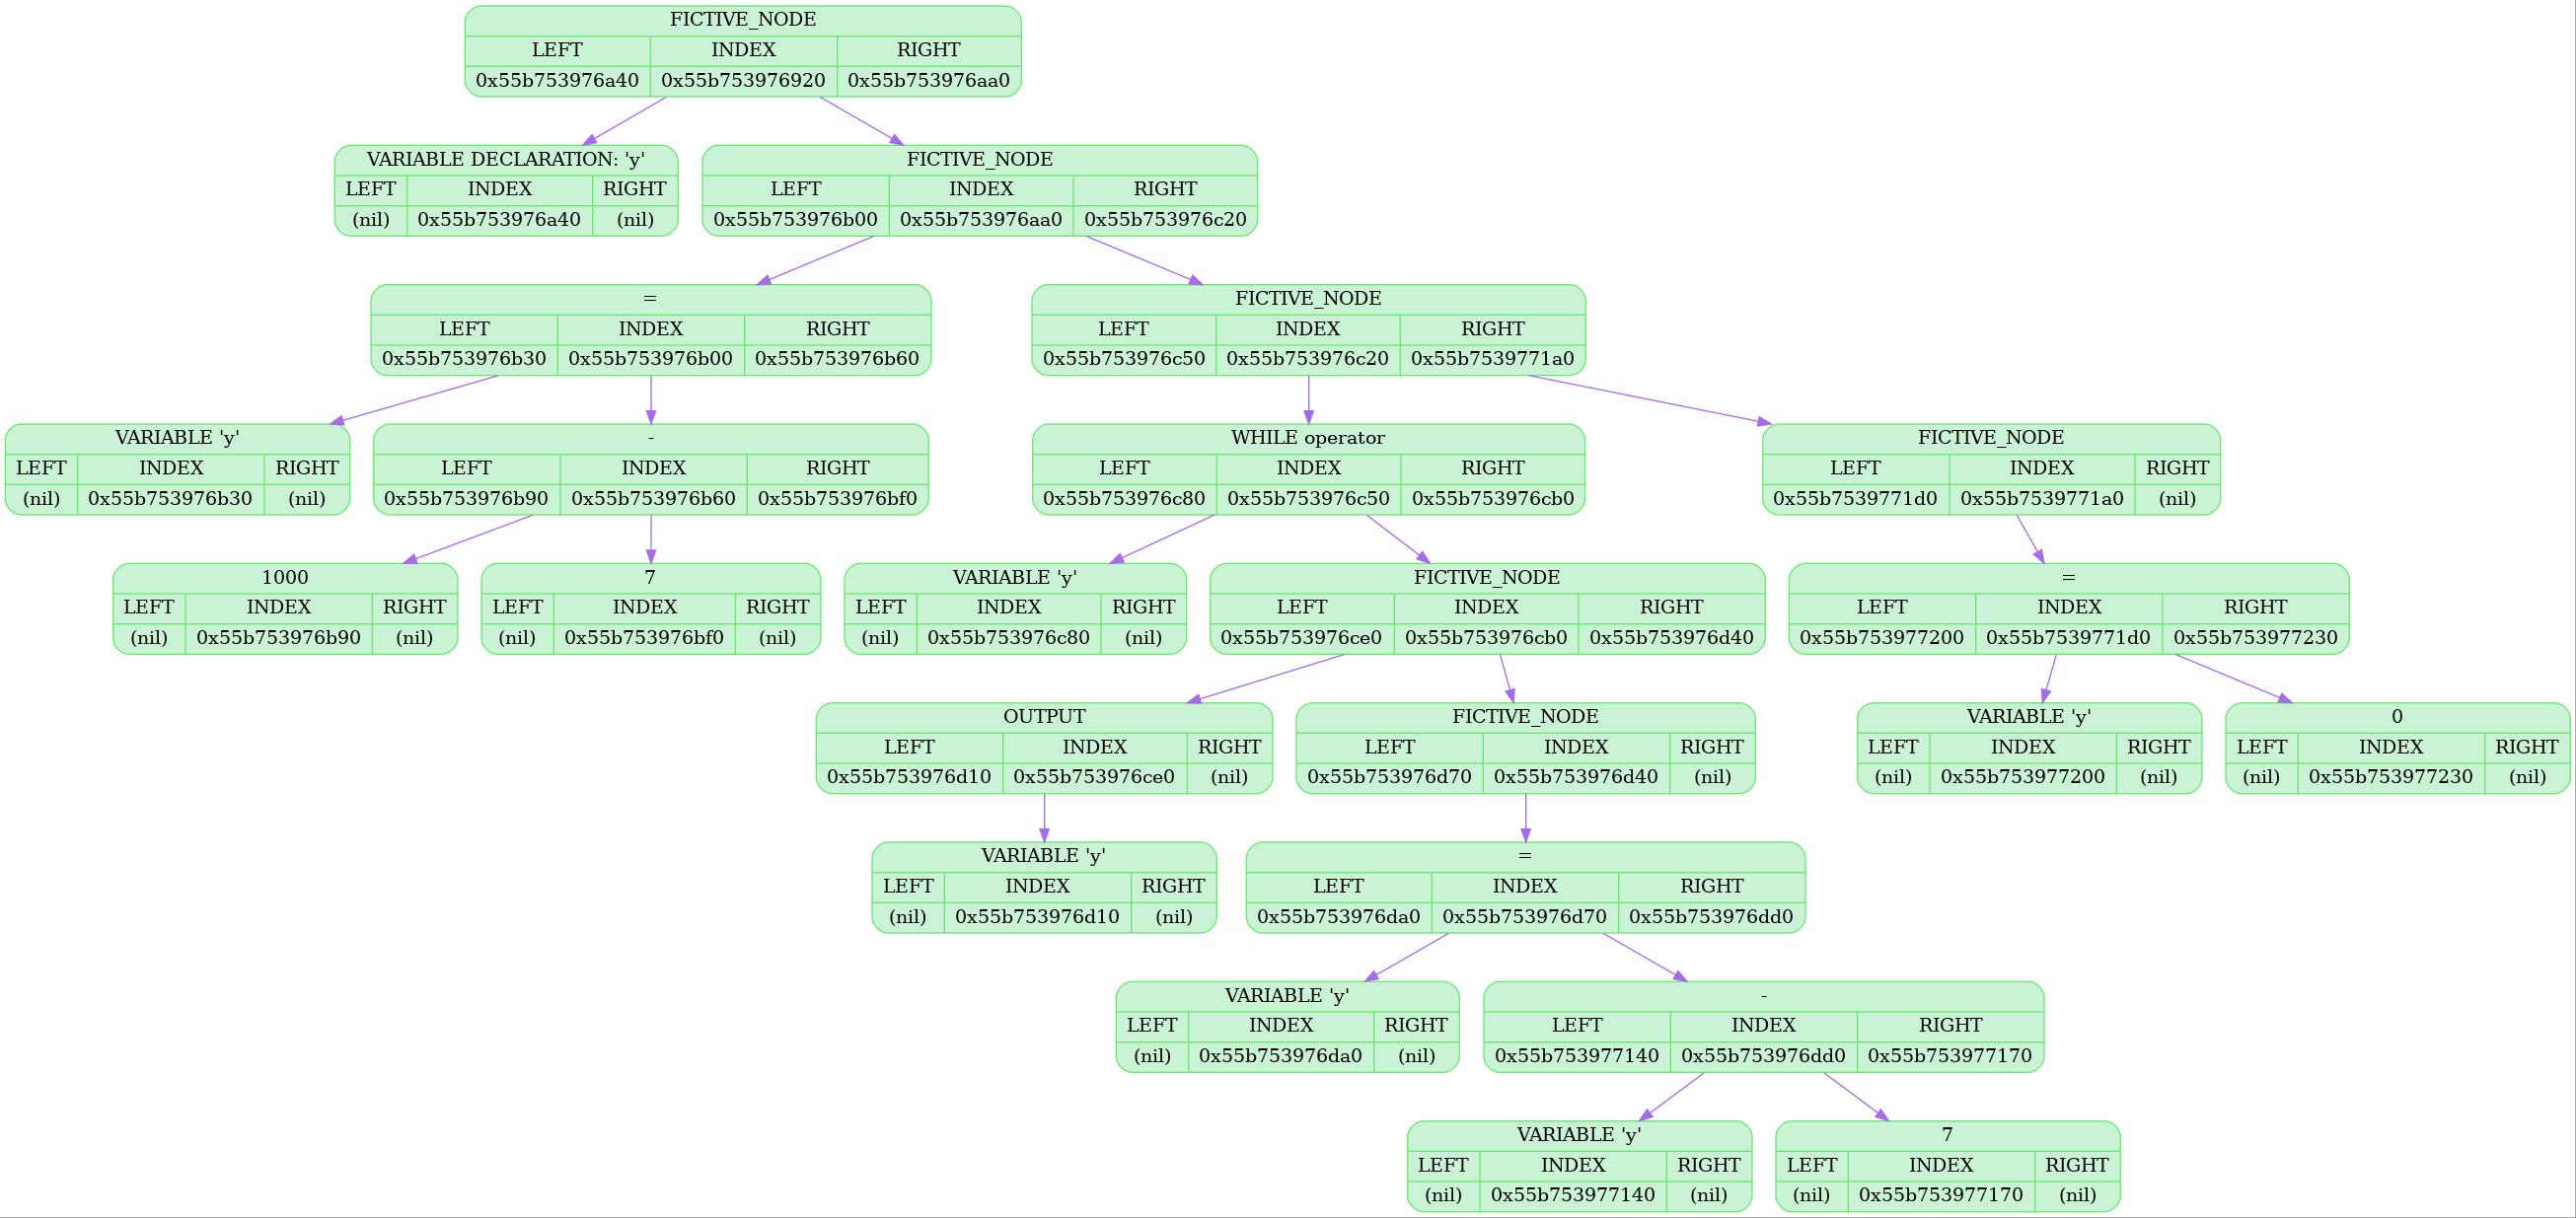 FICTIVE_NODE
LEFT INDEX RIGHT
0x55b753976a40 0x55b753976920 0x55b753976aa0
VARIABLE DECLARATION: 'y'
LEFT INDEX RIGHT
(nil) 0x55b753976a40 (nil)
FICTIVE_NODE
LEFT INDEX RIGHT
0x55b753976b00 0x55b753976aa0 0x55b753976c20
=
LEFT INDEX RIGHT
0x55b753976b30 0x55b753976b00 0x55b753976b60
FICTIVE_NODE
LEFT INDEX RIGHT
0x55b753976c50 0x55b753976c20 0x55b7539771a0
VARIABLE 'y'
LEFT INDEX RIGHT
(nil) 0x55b753976b30 (nil)
-
LEFT INDEX RIGHT
0x55b753976b90 0x55b753976b60 0x55b753976bf0
WHILE operator
LEFT INDEX RIGHT
0x55b753976c80 0x55b753976c50 0x55b753976cb0
FICTIVE_NODE
LEFT INDEX RIGHT
0x55b7539771d0 0x55b7539771a0 (nil)
1000
LEFT INDEX RIGHT
(nil) 0x55b753976b90 (nil)
7
LEFT INDEX RIGHT
(nil) 0x55b753976bf0 (nil)
VARIABLE 'y'
LEFT INDEX RIGHT
(nil) 0x55b753976c80 (nil)
FICTIVE_NODE
LEFT INDEX RIGHT
0x55b753976ce0 0x55b753976cb0 0x55b753976d40
=
LEFT INDEX RIGHT
0x55b753977200 0x55b7539771d0 0x55b753977230
OUTPUT
LEFT INDEX RIGHT
0x55b753976d10 0x55b753976ce0 (nil)
FICTIVE_NODE
LEFT INDEX RIGHT
0x55b753976d70 0x55b753976d40 (nil)
VARIABLE 'y'
LEFT INDEX RIGHT
(nil) 0x55b753977200 (nil)
0
LEFT INDEX RIGHT
(nil) 0x55b753977230 (nil)
VARIABLE 'y'
LEFT INDEX RIGHT
(nil) 0x55b753976d10 (nil)
=
LEFT INDEX RIGHT
0x55b753976da0 0x55b753976d70 0x55b753976dd0
VARIABLE 'y'
LEFT INDEX RIGHT
(nil) 0x55b753976da0 (nil)
-
LEFT INDEX RIGHT
0x55b753977140 0x55b753976dd0 0x55b753977170
VARIABLE 'y'
LEFT INDEX RIGHT
(nil) 0x55b753977140 (nil)
7
LEFT INDEX RIGHT
(nil) 0x55b753977170 (nil)